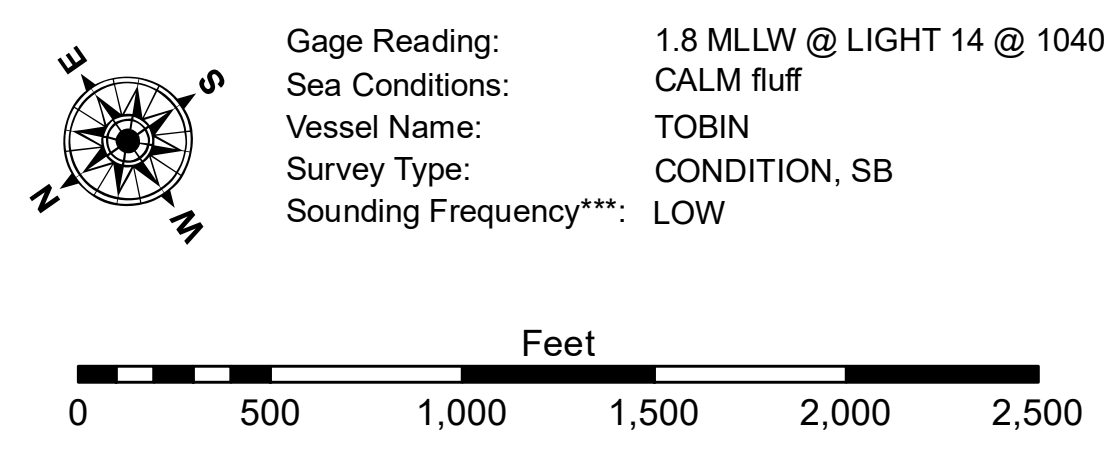 E
S
N
W
Gage Reading: 1.8 MLLW @ LIGHT 14 @ 1040
Sea Conditions: CALM fluff
Vessel Name: TOBIN
Survey Type: CONDITION, SB
Sounding Frequency***: LOW
Feet
0 500 1,000 1,500 2,000 2,500